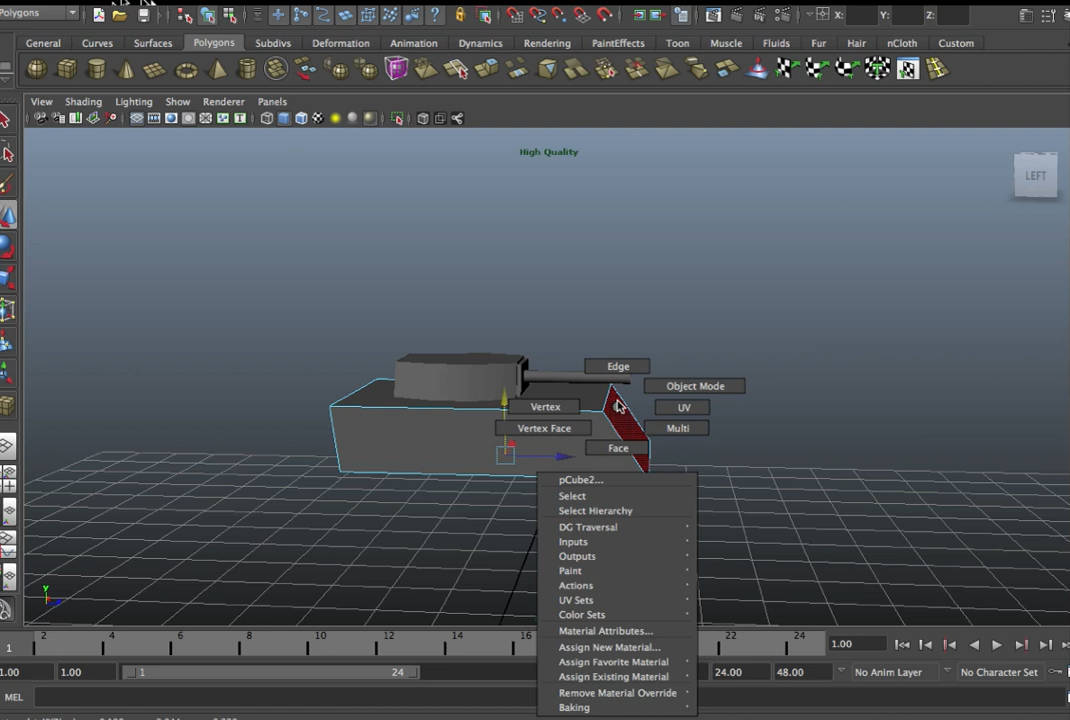 Polygons
X:
Y:
Z:
General Curves Surfaces Polygons Subdivs Deformation Animation Dynamics Rendering PaintEffects Toon Muscle Fluids Fur Hair nCloth Custom
View Shading Lighting Show Renderer Panels
High Quality
LEFT
Edge
Object Mode
Vertex
UV
Vertex Face
Multi
Face
pCube2...
Select
Select Hierarchy
DG Traversal
Inputs
Outputs
Paint
Actions
UV Sets
Color Sets
Material Attributes...
Assign New Material...
Assign Favorite Material
Assign Existing Material
Remove Material Override
Baking
y
1 2 4 6 8 10 12 14 16 22 24 1.00
1.00 1.00 1 24 24.00 48.00 No Anim Layer No Character Set
MEL